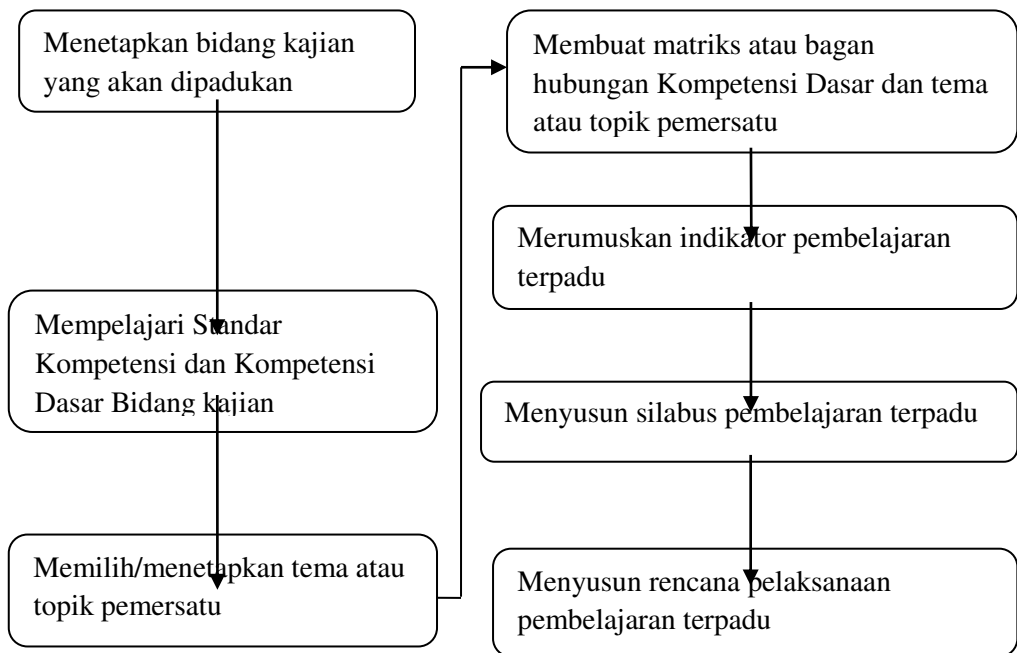 Menetapkan bidang kajian
yang akan dipadukan
Mempelajari Standar
Kompetensi dan Kompetensi
Dasar Bidang kajian
Memilih/menetapkan tema atau
topik pemersatu
Membuat matriks atau bagan
hubungan Kompetensi Dasar dan tema
atau topik pemersatu
Merumuskan indikator pembelajaran
terpadu
Menyusun silabus pembelajaran terpadu
Menyusun rencana pelaksanaan
pembelajaran terpadu